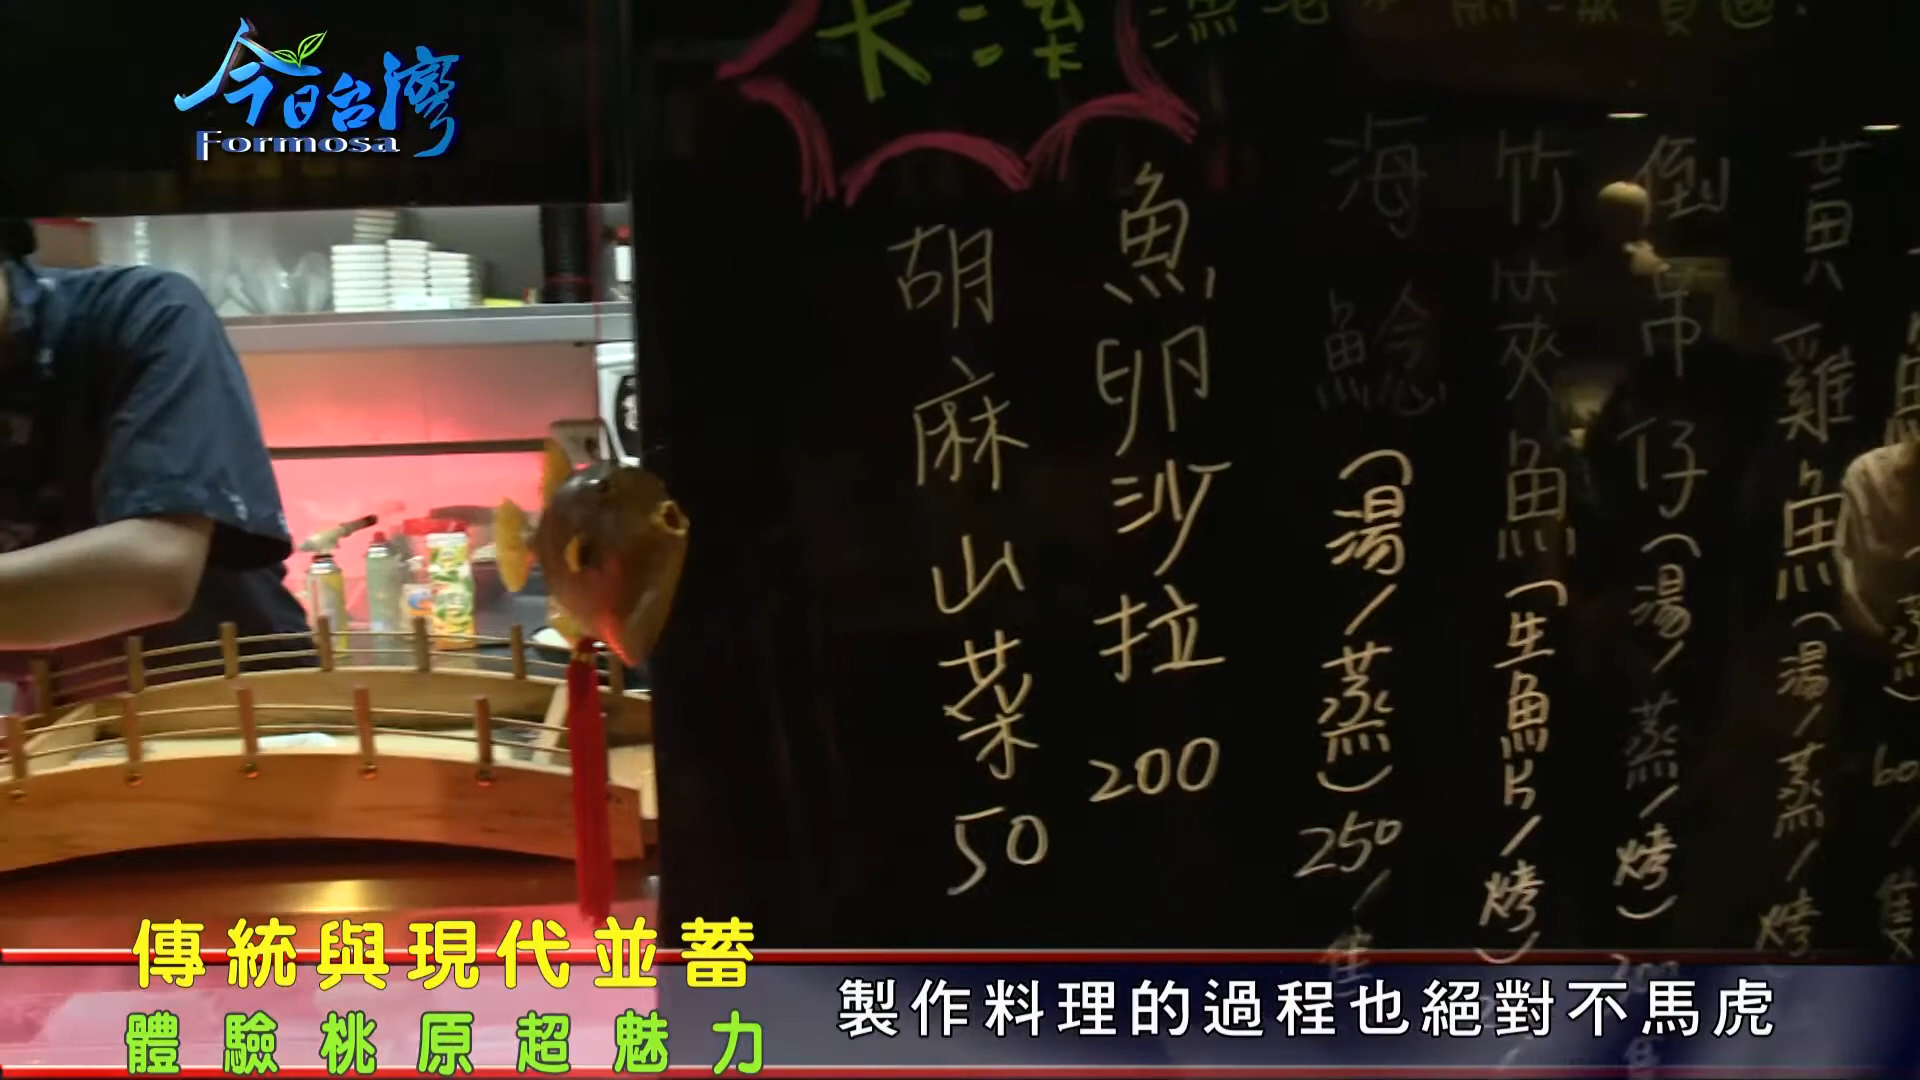 今日台灣
Formosa
胡麻山菜 50
魚卵沙拉 200
海鯰(湯/蒸)250/隻
竹筴魚(生魚片/烤)
倒吊仔(湯/蒸/烤)
黃雞魚(湯/蒸/烤
傳統與現代並蓄
體驗桃原超魅力
製作料理的過程也絕對不馬虎